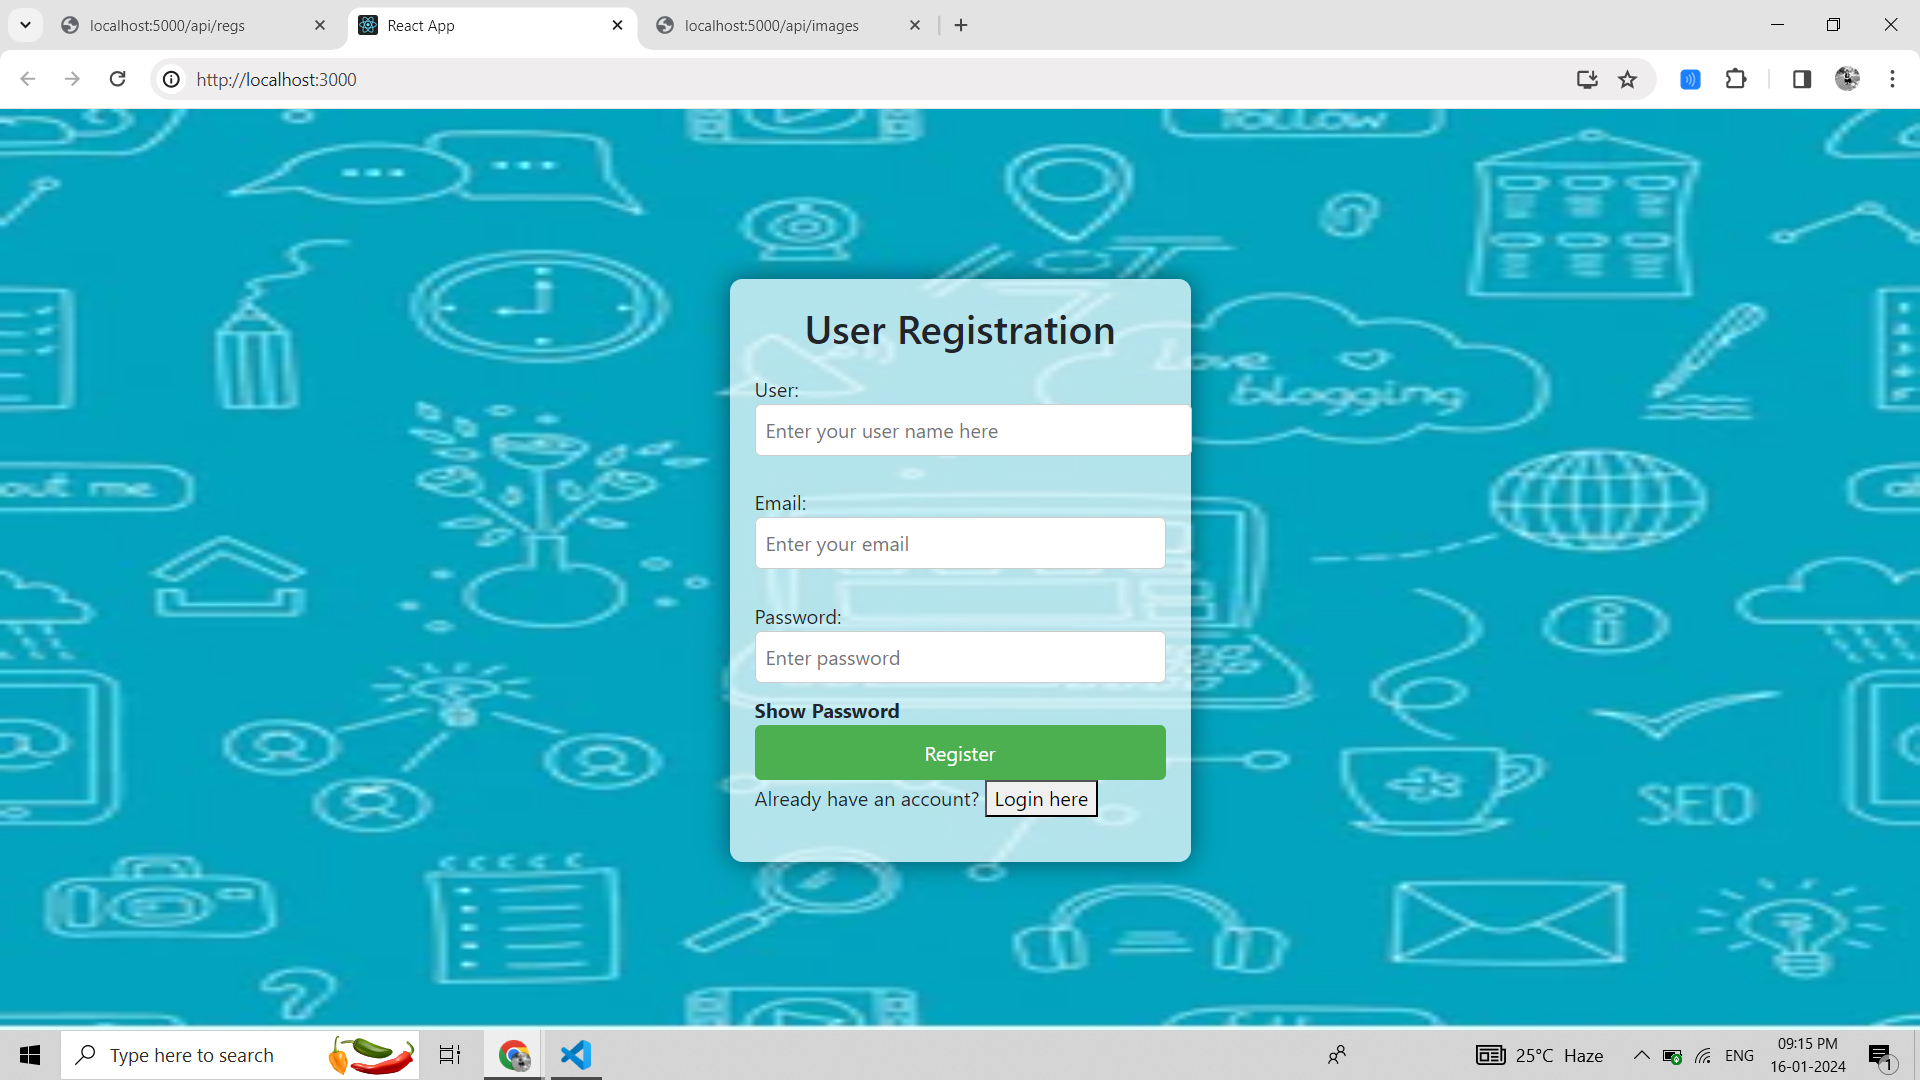 localhost:5000/api/regs
React App
localhost:5000/api/images
http://localhost:3000
FOLLOW
User Registration
Love
blogging
User:
Enter your user name here
out me
Email:
Enter your email
Password:
Enter password
Show Password
Register
Already have an account? Login here
SEO
Type here to search
25°C Haze
ENG
09:15 PM
16-01-2024
1